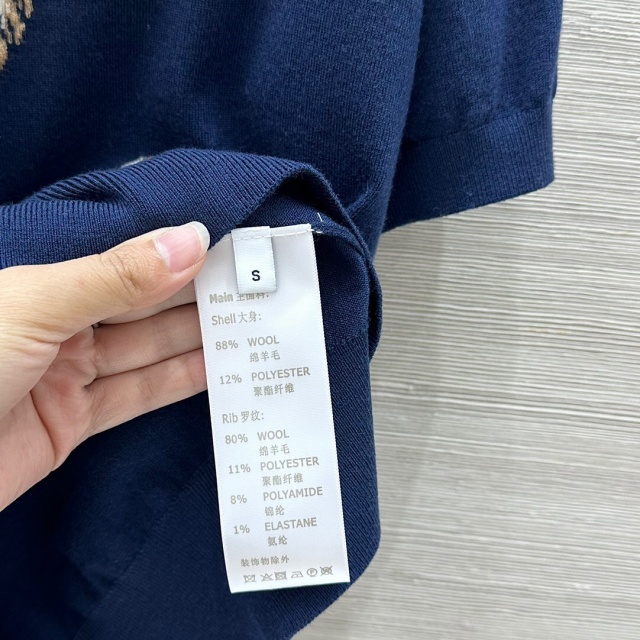 S
Main 主面料:
Shell 大身:
88% WOOL
绵羊毛
12% POLYESTER
聚酯纤维
Rib 罗纹:
80% WOOL
绵羊毛
11% POLYESTER
聚酯纤维
8% POLYAMIDE
锦纶
1% ELASTANE
氨纶
装饰物除外